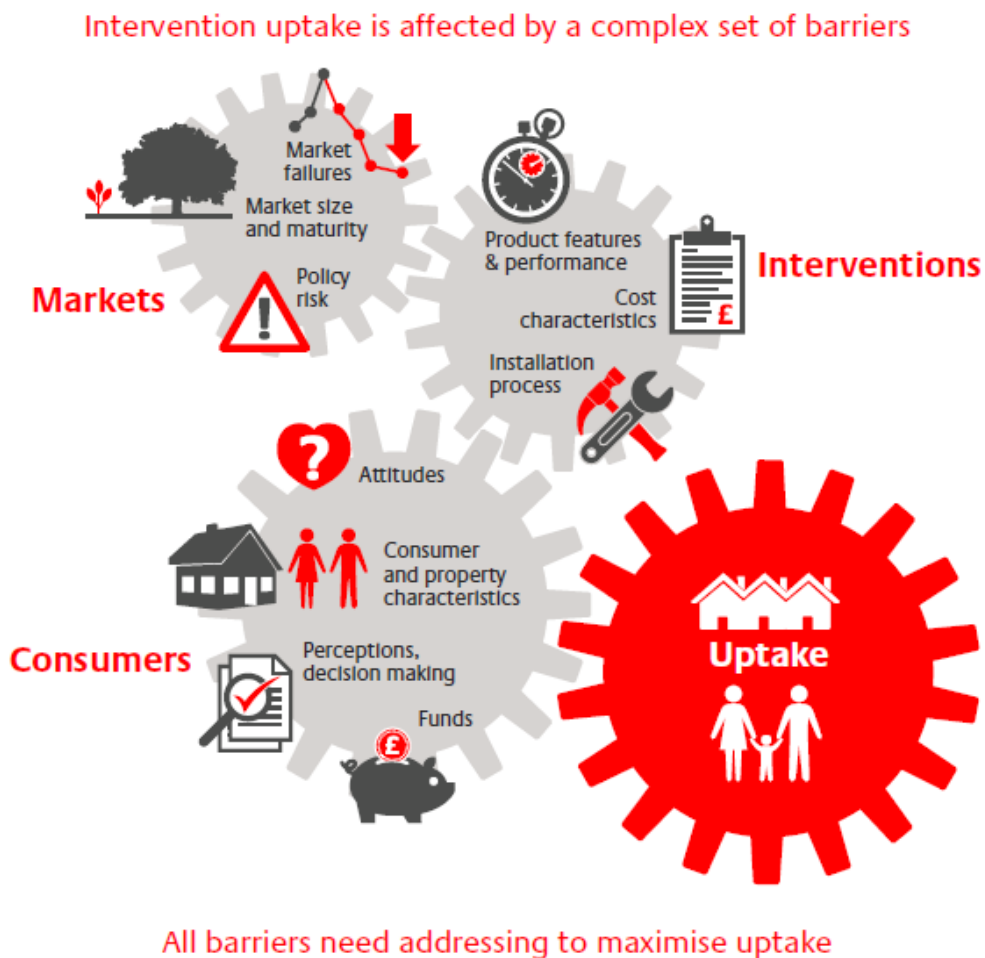 Intervention uptake is affected by a complex set of barriers
Market
failures
Market size
and maturity
Policy
risk
Markets
Product features
& performance
Cost
characteristics
£
Installation
process
Interventions
?
Attitudes
Consumer
and property
characteristics
Perceptions,
decision making
Funds
£
Consumers
Uptake
All barriers need addressing to maximise uptake